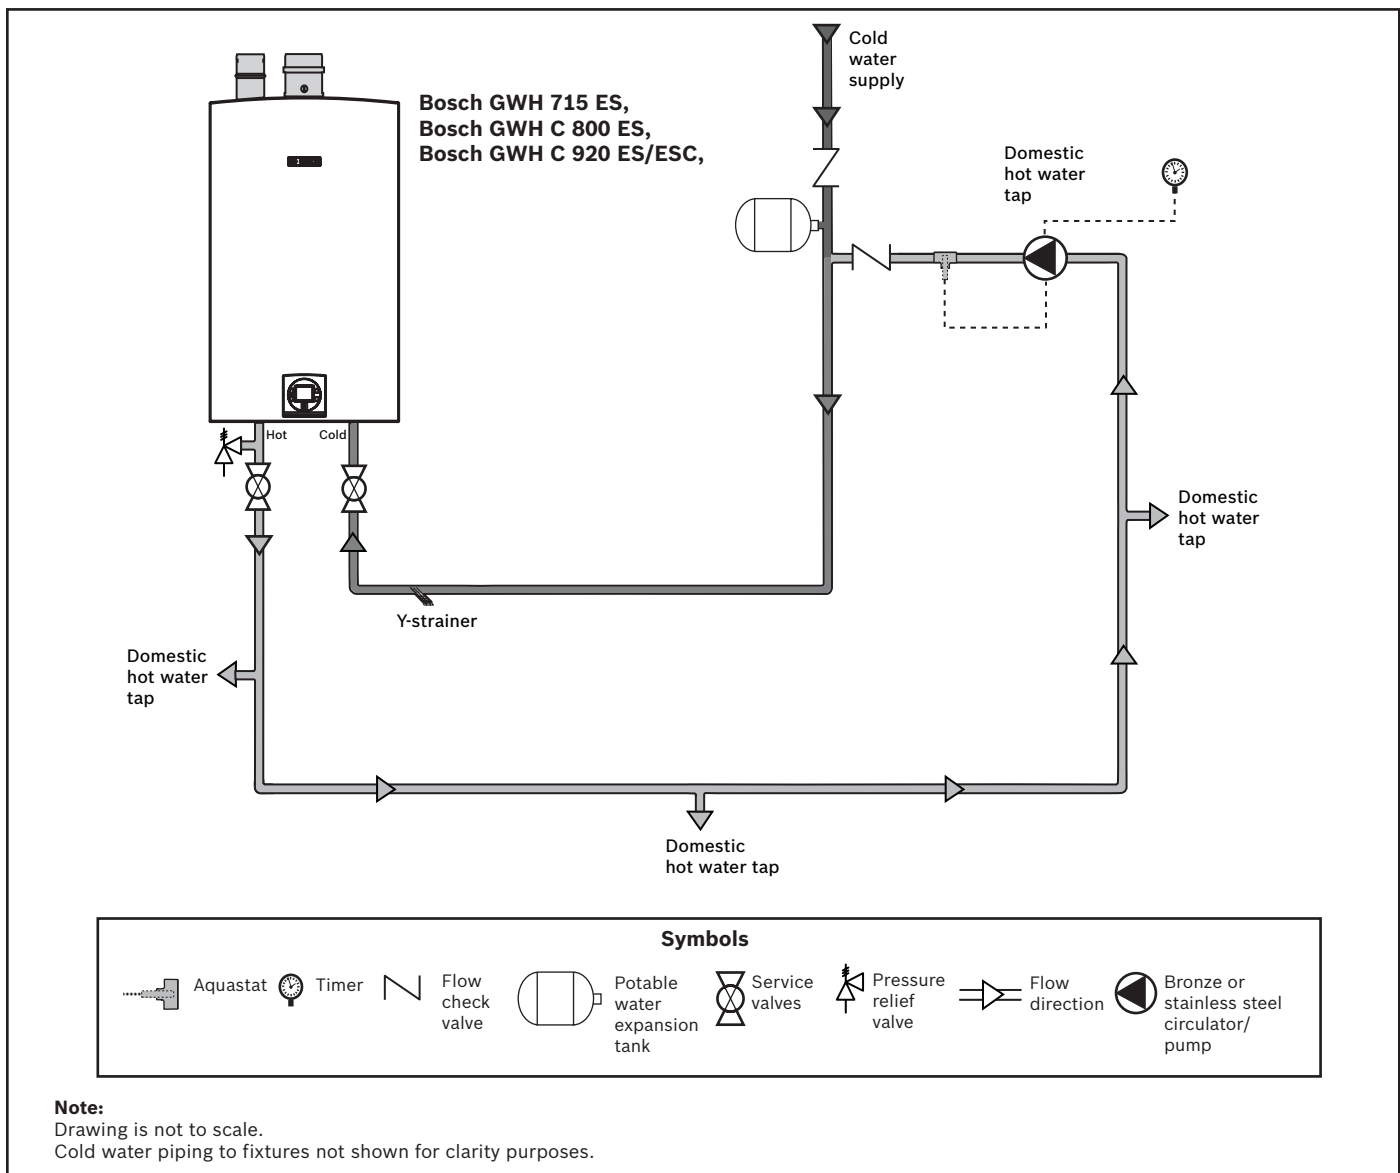 Cold
water
supply
Bosch GWH 715 ES,
Bosch GWH C 800 ES,
Bosch GWH C 920 ES/ESC,
Domestic
hot water
tap
Hot
Cold
Domestic
hot water
tap
Y-strainer
Domestic
hot water
tap
Domestic
hot water tap
Symbols
Aquastat
Timer
Flow
check
valve
Potable
water
expansion
tank
Service
valves
Pressure
relief
valve
Flow
direction
Bronze or
stainless steel
circulator/
pump
Note:
Drawing is not to scale.
Cold water piping to fixtures not shown for clarity purposes.